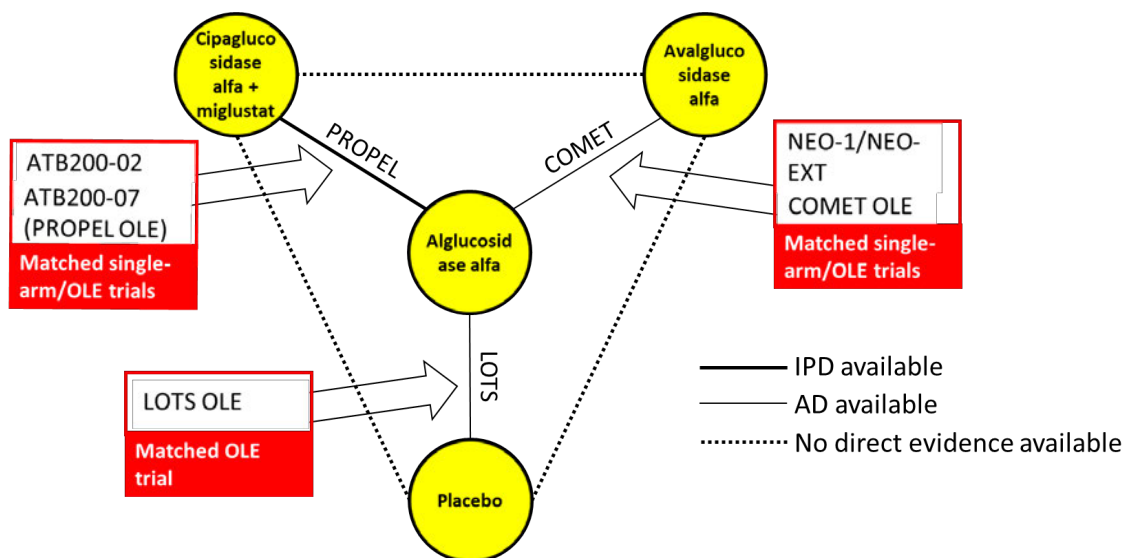 Cipagluco
sidase
alfa +
miglustat
Avalgluco
sidase
alfa
PROPEL
COMET
ATB200-02
ATB200-07
(PROPEL OLE)
Matched single-
arm/OLE trials
NEO-1/NEO-
EXT
COMET OLE
Matched single-
arm/OLE trials
Alglucosid
ase alfa
LOTS
LOTS OLE
Matched OLE
trial
Placebo
IPD available
AD available
No direct evidence available